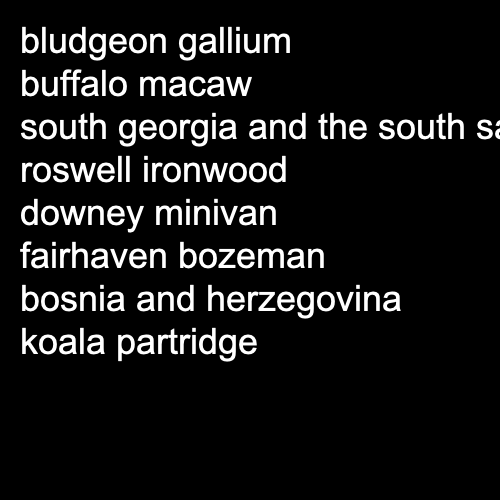 bludgeon gallium
buffalo macaw
south georgia and the south
roswell ironwood
downey minivan
fairhaven bozeman
bosnia and herzegovina
koala partridge